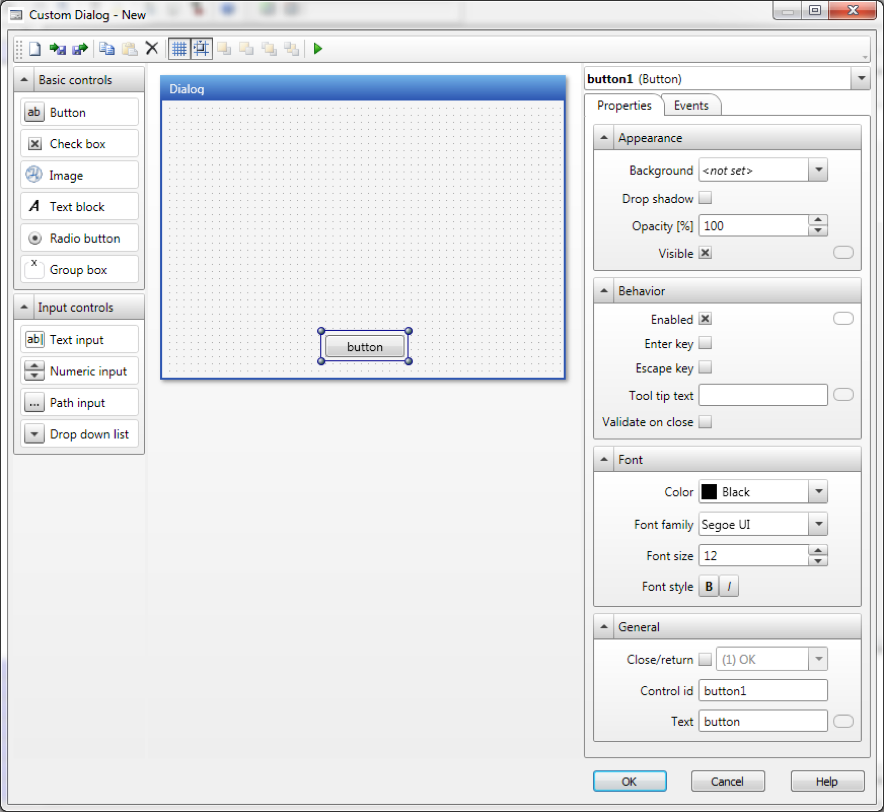 Custom Dialog - New
Basic controls
ab Button
Check box
Image
A Text block
Radio button
x Group box
Input controls
ab Text input
Numeric input
... Path input
Drop down list
Dialog
button
button1 (Button)
Properties Events
Appearance
Background <not set>
Drop shadow
Opacity [%] 100
Visible
Behavior
Enabled
Enter key
Escape key
Tool tip text
Validate on close
Font
Color Black
Font family Segoe UI
Font size 12
Font style B I
General
Close/return (1) OK
Control id button1
Text button
OK Cancel Help